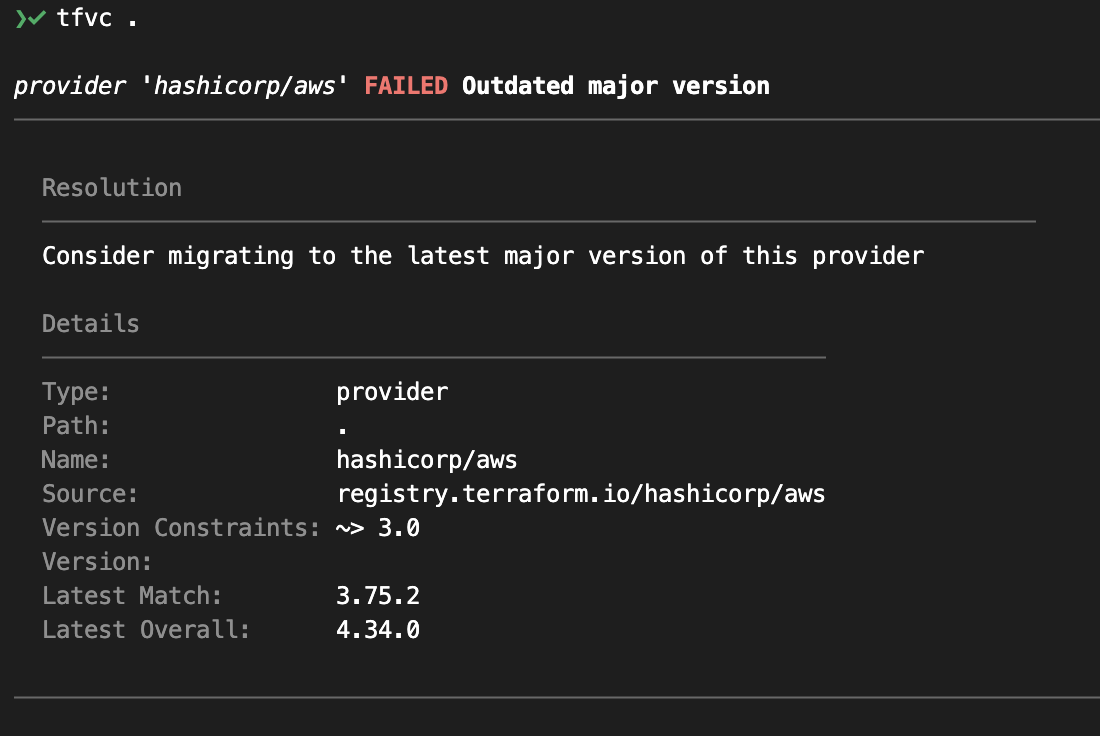 ❯✔ tfvc .
provider 'hashicorp/aws' FAILED Outdated major version
Resolution
Consider migrating to the latest major version of this provider
Details
Type: provider
Path: .
Name: hashicorp/aws
Source: registry.terraform.io/hashicorp/aws
Version Constraints: ~> 3.0
Version:
Latest Match: 3.75.2
Latest Overall: 4.34.0